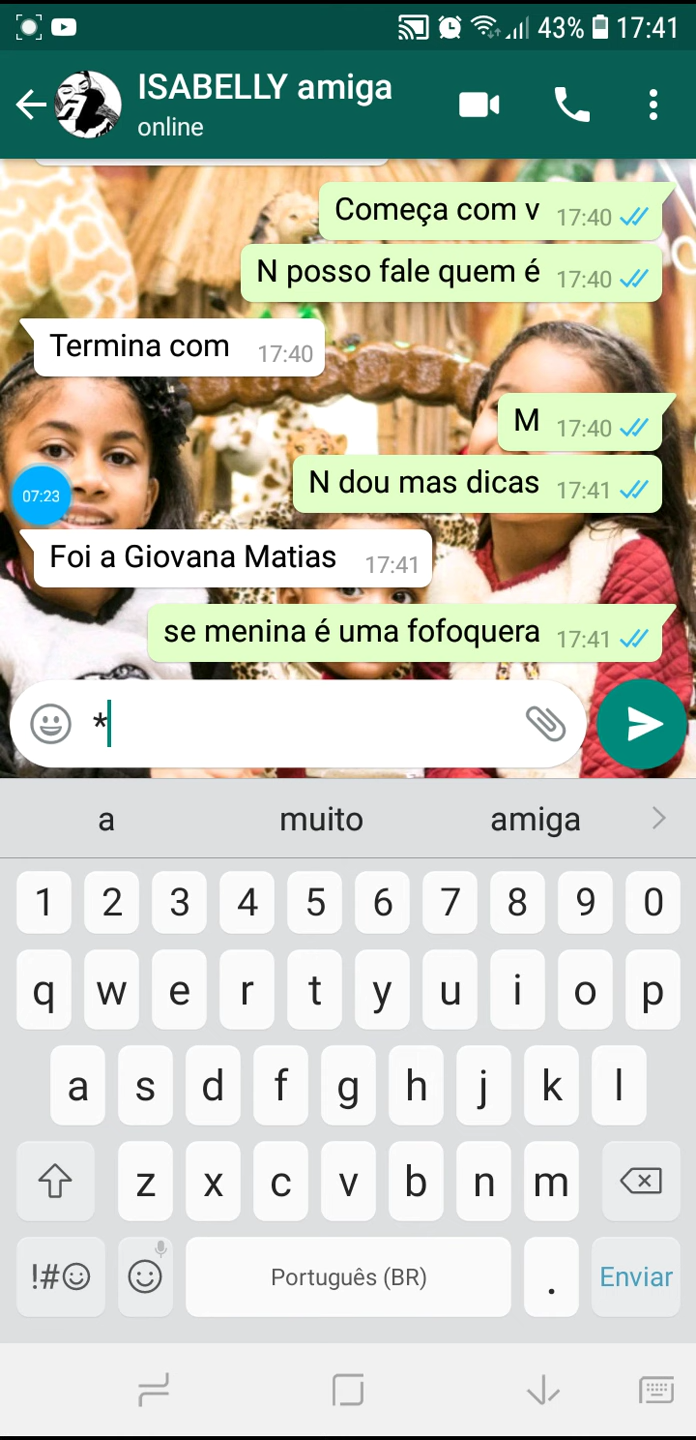 43% 17:41
ISABELLY amiga
online
Começa com v 17:40
N posso fale quem é 17:40
Termina com 17:40
M 17:40
07:23
N dou mas dicas 17:41
Foi a Giovana Matias 17:41
se menina é uma fofoquera 17:41
*
a muito amiga
1 2 3 4 5 6 7 8 9 0
q w e r t y u i o p
a s d f g h j k l
z x c v b n m
!#☺ Português (BR) . Enviar